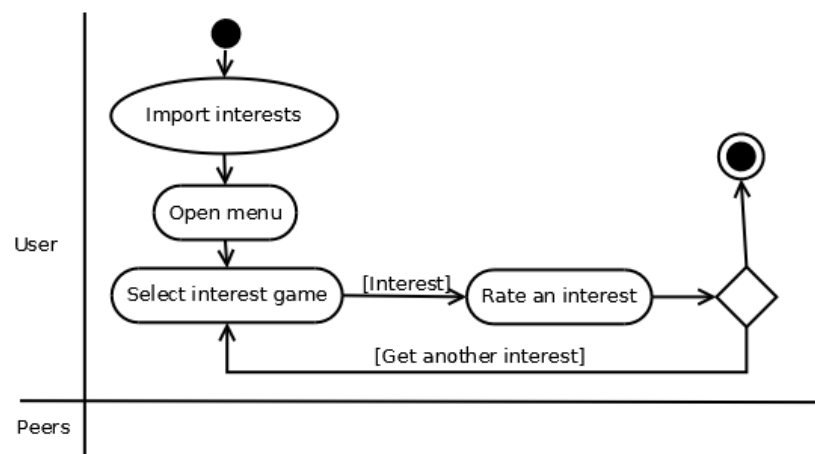 Import interests
Open menu
User
Select interest game
[Interest]
Rate an interest
[Get another interest]
Peers